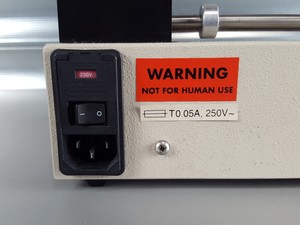 230V
WARNING
NOT FOR HUMAN USE
T0.05A, 250V~